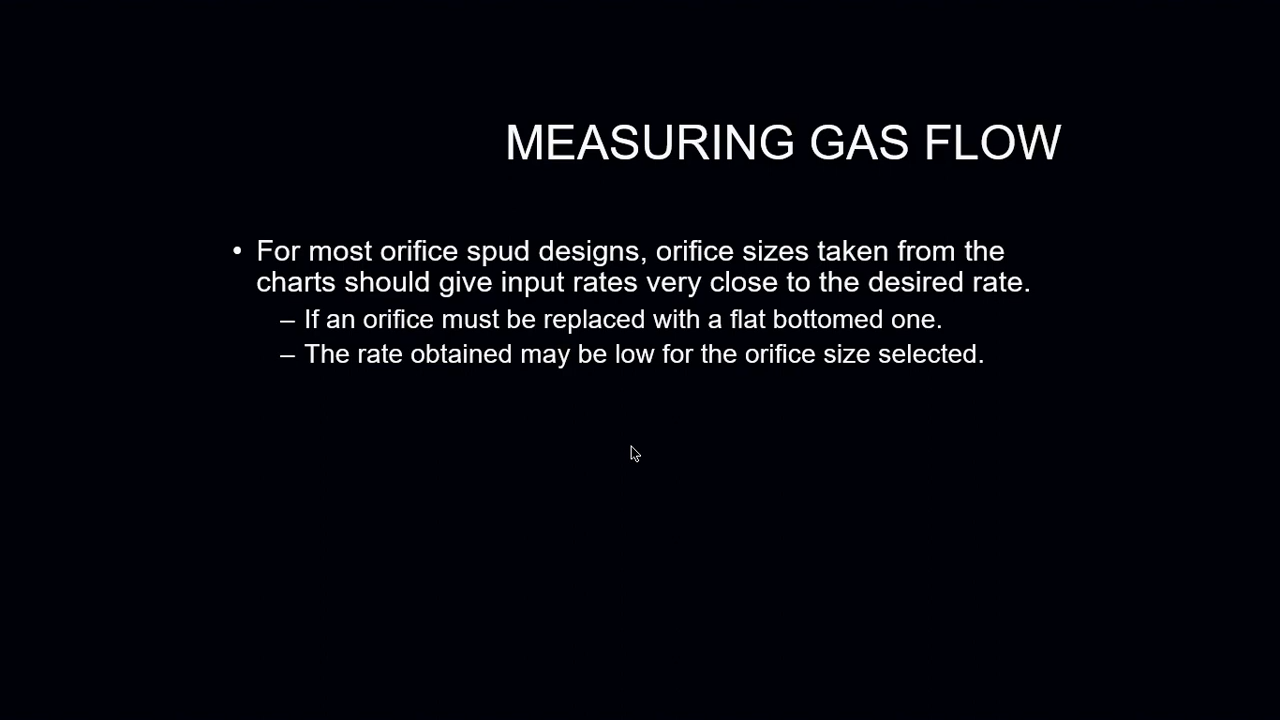 MEASURING GAS FLOW
• For most orifice spud designs, orifice sizes taken from the
charts should give input rates very close to the desired rate.
– If an orifice must be replaced with a flat bottomed one.
– The rate obtained may be low for the orifice size selected.